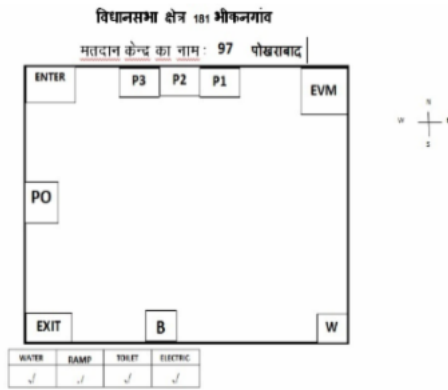 विधानसभा क्षेत्र 181 भीकनगांव
मतदान केन्द्र का नाम : 97 पोखराबाद
ENTER P3 P2 P1 EVM
N
W
S
PO
EXIT B W
WATER RAMP TOILET ELECTRIC
✓ ✓ ✓ ✓